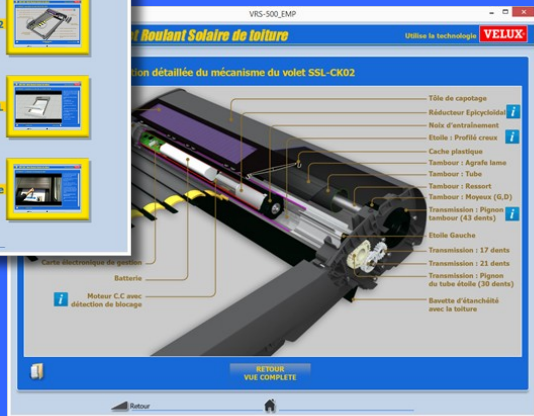 VRS-500_EMP
t Roulant Solaire de toiture
Utilise la technologie VELUX
ion détaillée du mécanisme du volet SSL-CK02
Tôle de capotage
Réducteur Epicycloïdal
Noix d'entraînement
Etoile : Profilé creux
Cache plastique
Tambour : Agrafe lame
Tambour : Tube
Tambour : Ressort
Tambour : Moyeux (G,D)
Transmission : Pignon
tambour (43 dents)
Etoile Gauche
Transmission : 17 dents
Transmission : 21 dents
Transmission : Pignon
du tube étoile (30 dents)
Bavette d'étanchéité
avec la toiture
Carte électronique de gestion
Batterie
Moteur C.C avec
détection de blocage
RETOUR
VUE COMPLETE
Retour